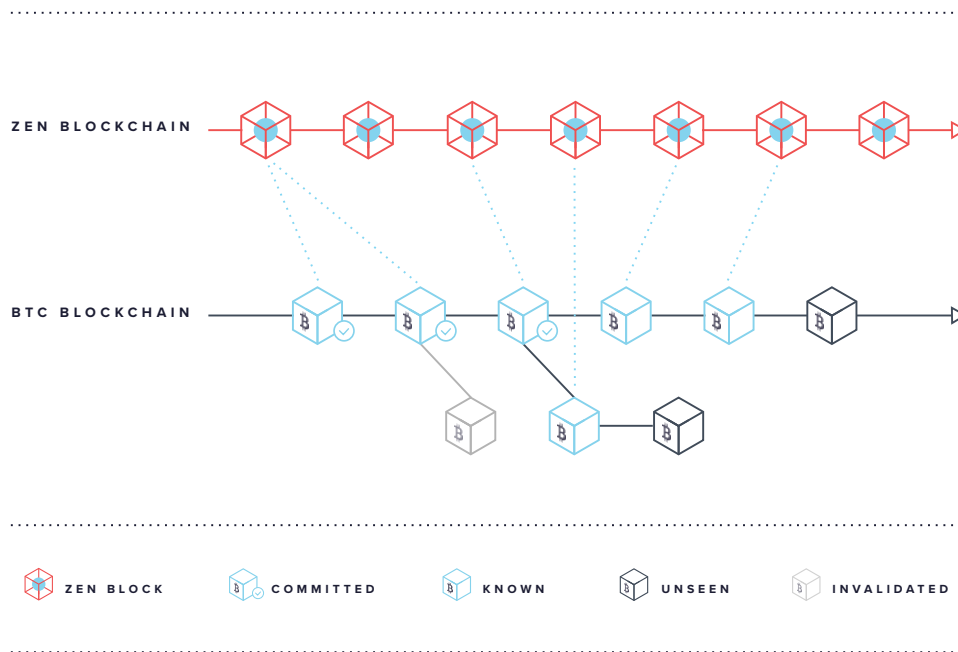 ZEN BLOCKCHAIN
BTC BLOCKCHAIN
ZEN BLOCK
COMMITTED
KNOWN
UNSEEN
INVALIDATED